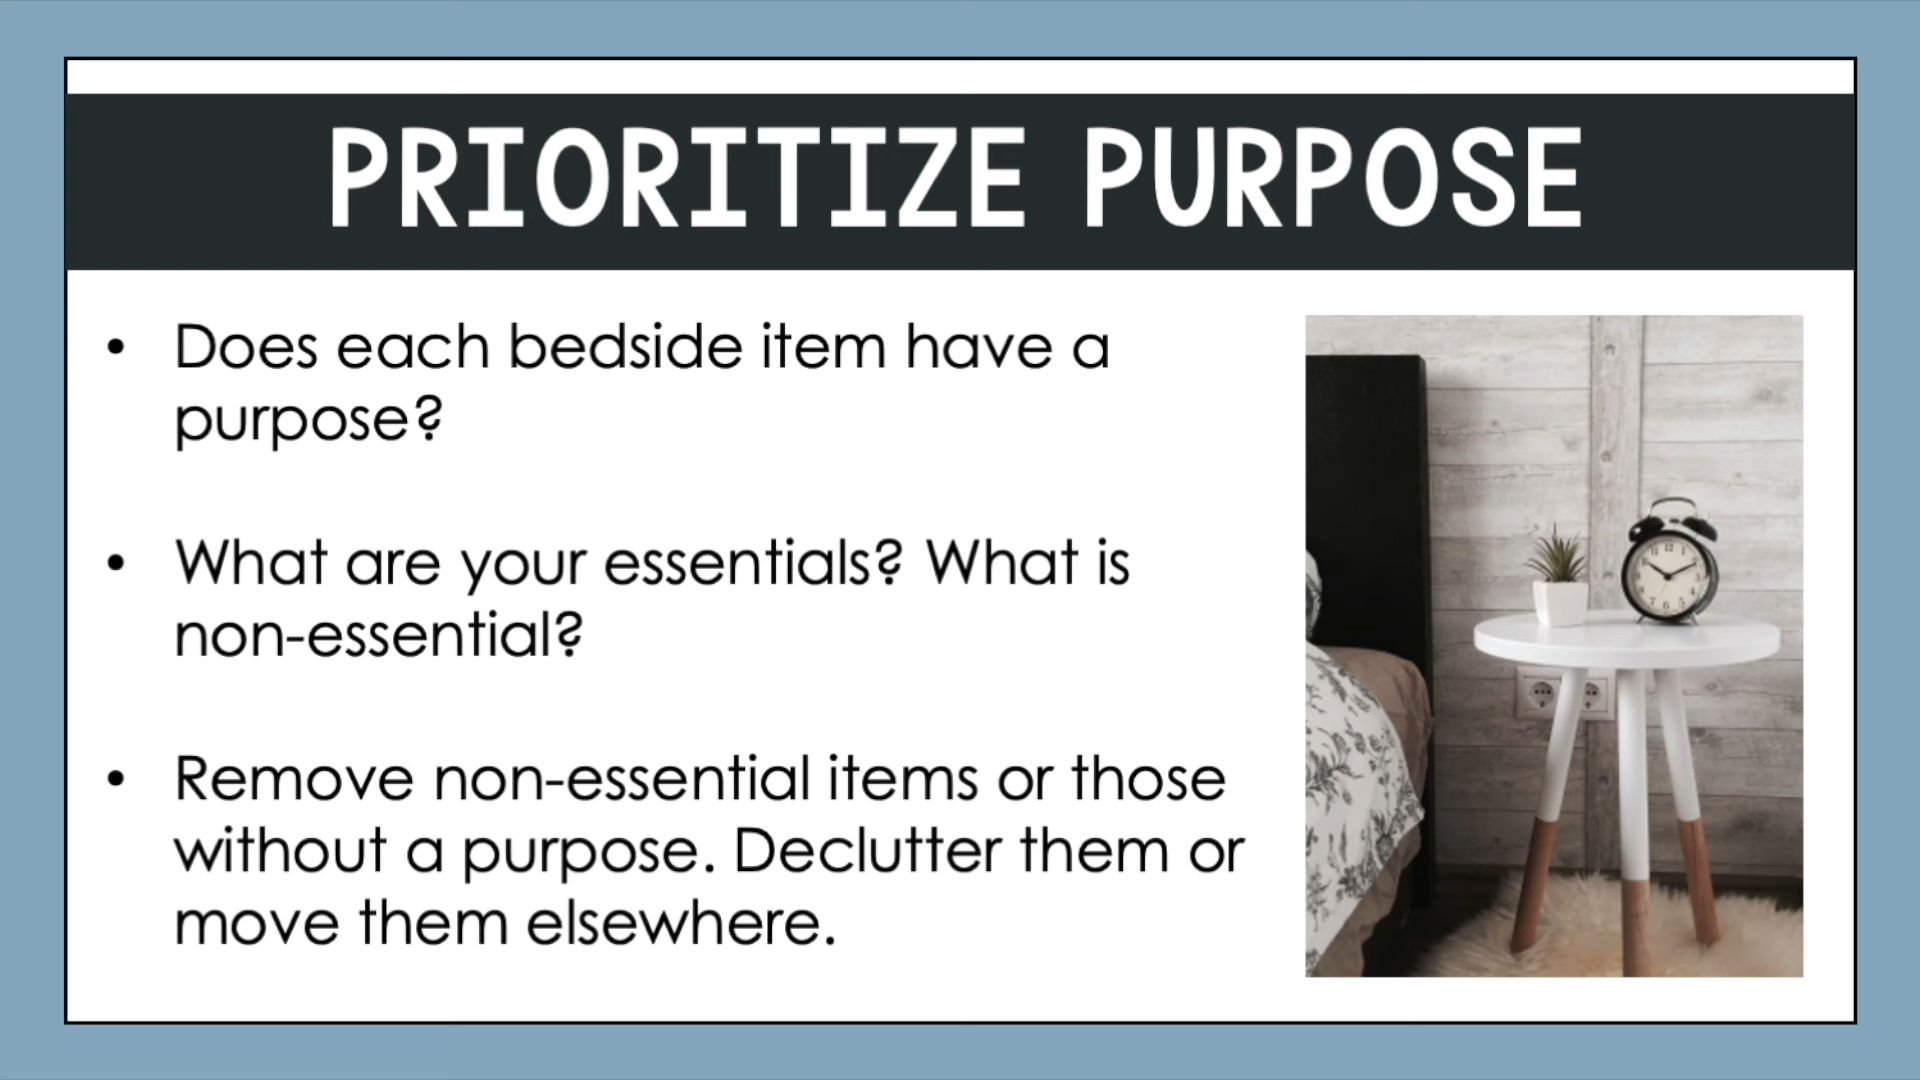 PRIORITIZE PURPOSE
• Does each bedside item have a
purpose?
• What are your essentials? What is
non-essential?
• Remove non-essential items or those
without a purpose. Declutter them or
move them elsewhere.